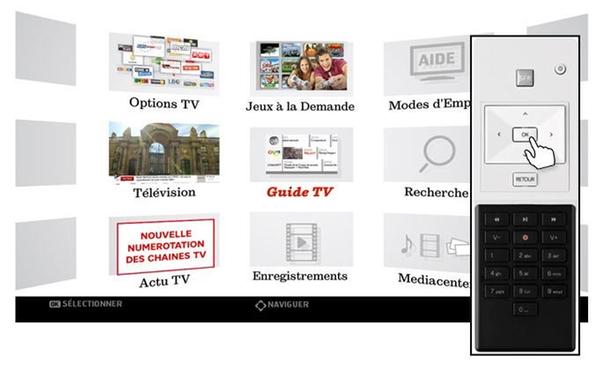 Options TV
Jeux à la Demande
Modes d'Emp
AIDE
Télévision
Guide TV
Recherche
NOUVELLE
NUMEROTATION
DES CHAINES TV
Actu TV
Enregistrements
Mediacenter
OK SÉLECTIONNER
NAVIGUER
SFR
OK
RETOUR
V-
V+
1
2 abc
3 def
4 ghi
5 jkl
6 mno
7 pqrs
8 tuv
9 wxyz
0